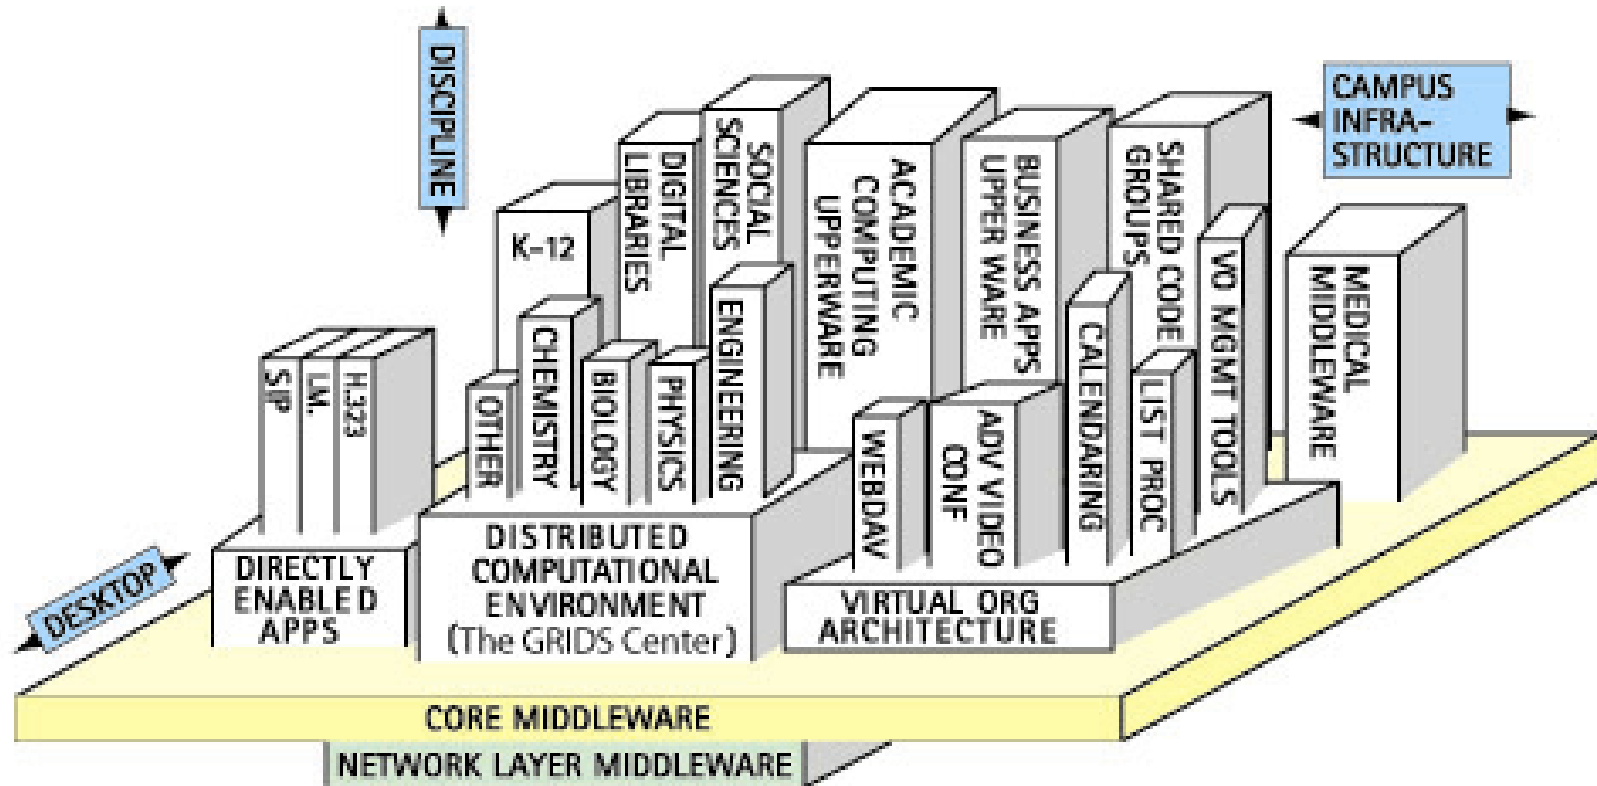 DISCIPLINE
CAMPUS
INFRA-
STRUCTURE
DESKTOP
K-12
DIGITAL
LIBRARIES
SOCIAL
SCIENCES
ACADEMIC
COMPUTING
UPPERWARE
BUSINESS APPS
UPPER WARE
SHARED CODE
GROUPS
VO MGMT TOOLS
MEDICAL
MIDDLEWARE
SIP
I.M.
H.323
OTHER
CHEMISTRY
BIOLOGY
PHYSICS
ENGINEERING
WEBDAV
ADV VIDEO
CONF
CALENDARING
LIST PROC
DIRECTLY
ENABLED
APPS
DISTRIBUTED
COMPUTATIONAL
ENVIRONMENT
(The GRIDS Center)
VIRTUAL ORG
ARCHITECTURE
CORE MIDDLEWARE
NETWORK LAYER MIDDLEWARE